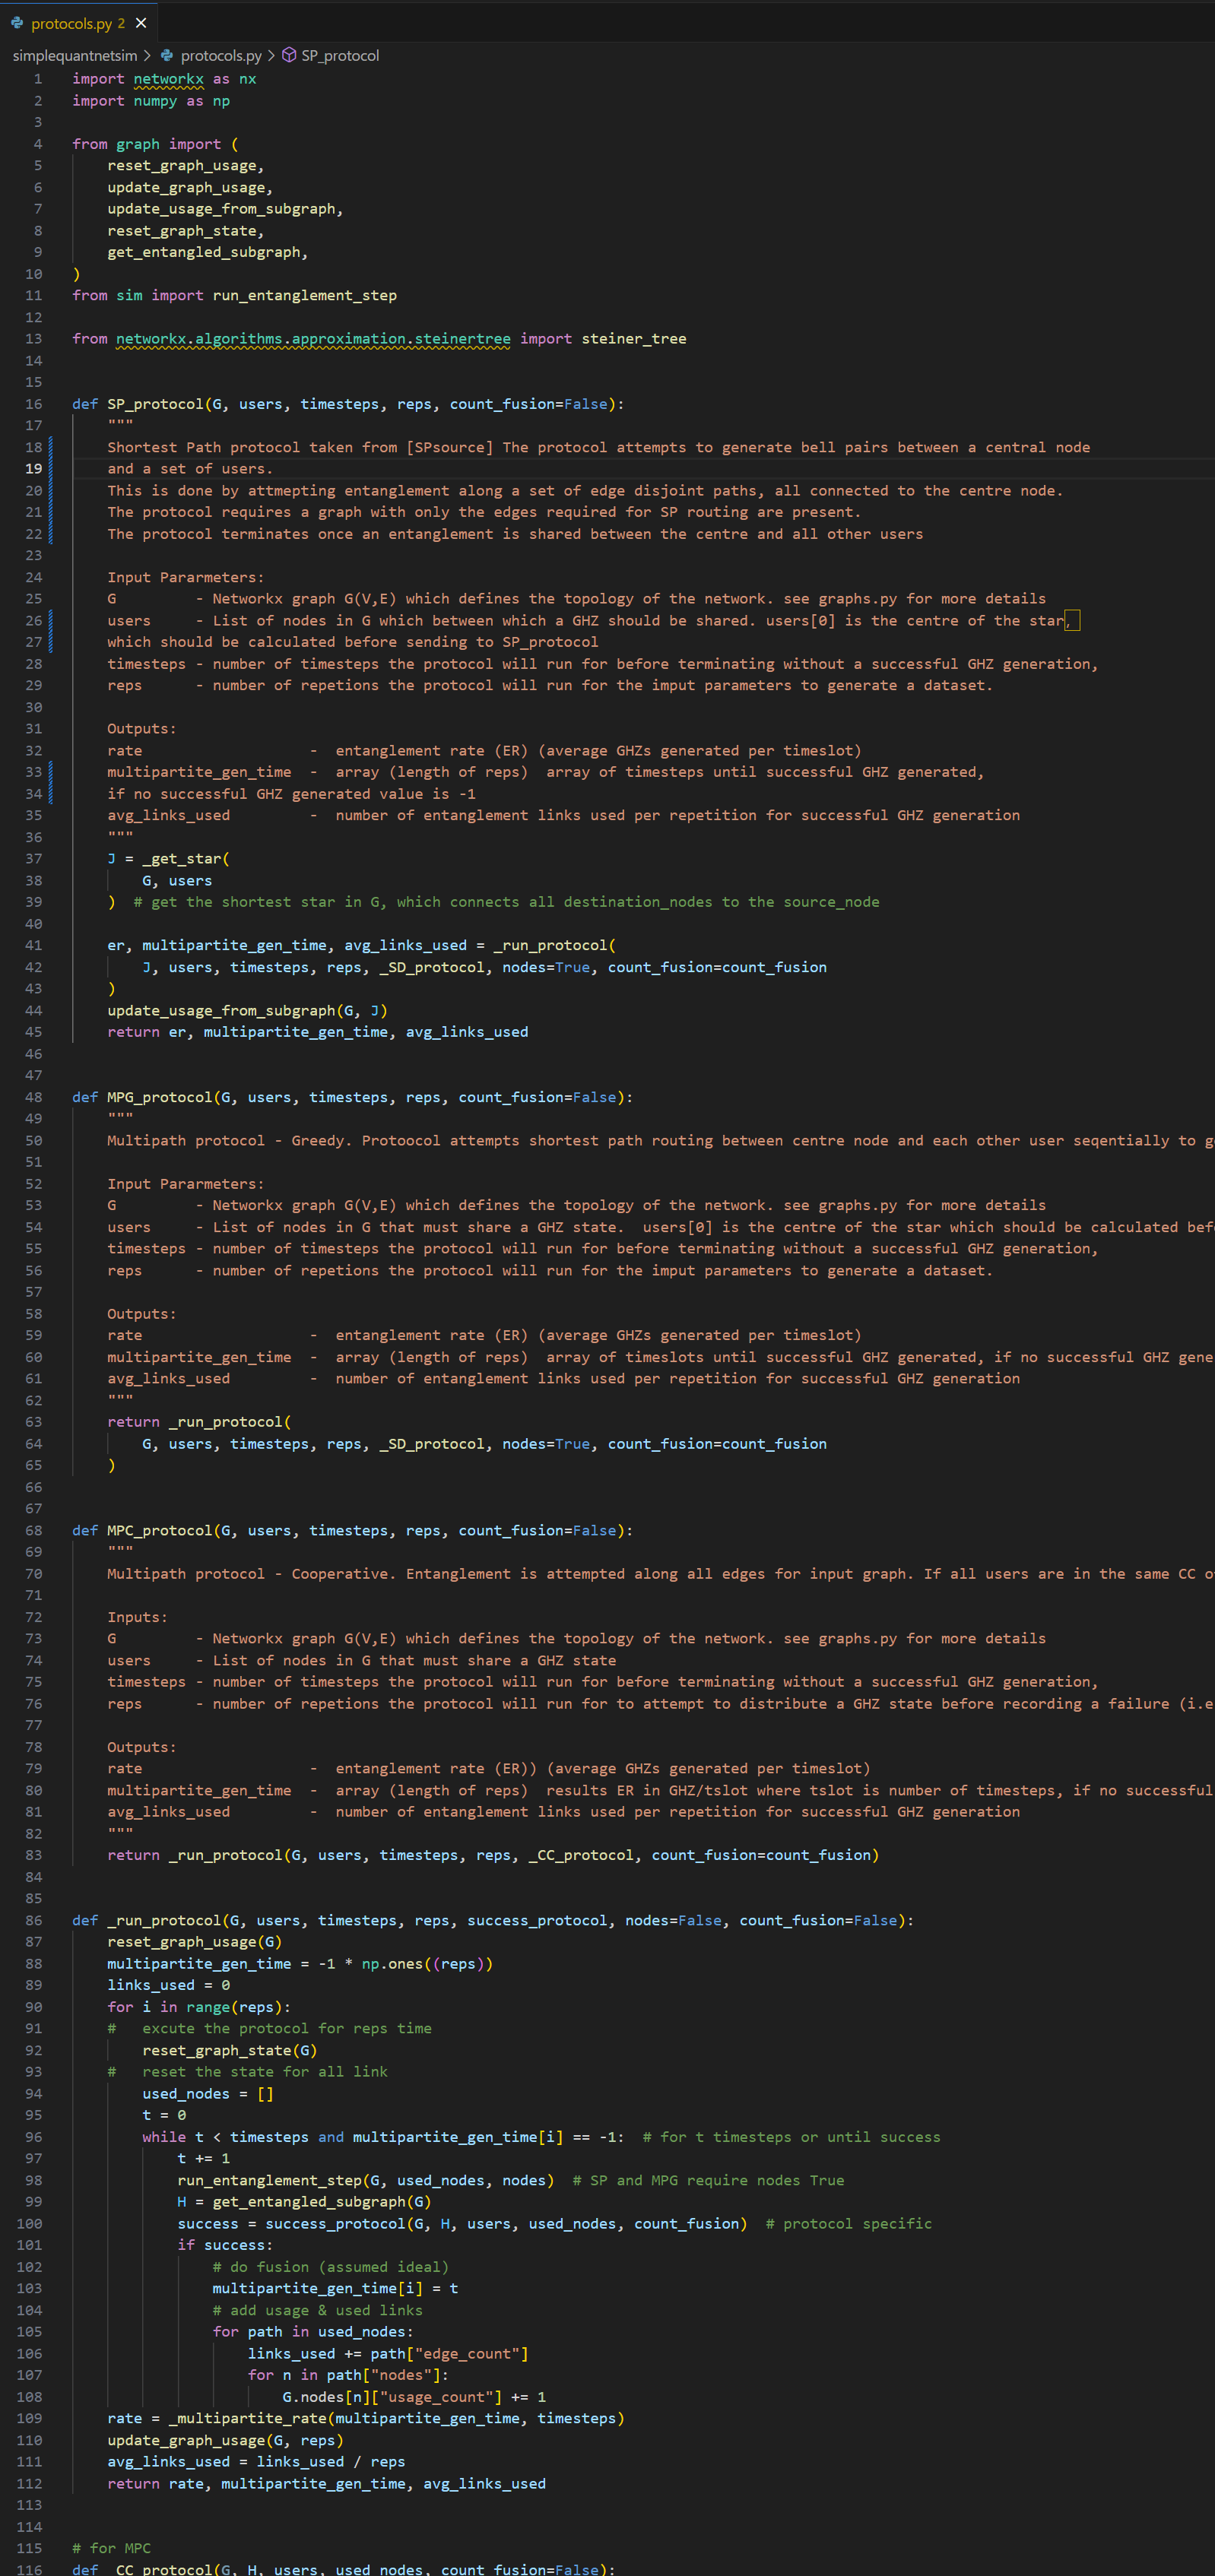 protocols.py 2 ×
simplequantnetsim > protocols.py > SP_protocol
1 import networkx as nx
2 import numpy as np
3
4 from graph import (
5     reset_graph_usage,
6     update_graph_usage,
7     update_usage_from_subgraph,
8     reset_graph_state,
9     get_entangled_subgraph,
10 )
11 from sim import run_entanglement_step
12
13 from networkx.algorithms.approximation.steinertree import steiner_tree
14
15
16 def SP_protocol(G, users, timesteps, reps, count_fusion=False):
17     """
18     Shortest Path protocol taken from [SPsource] The protocol attempts to generate bell pairs between a central node
19     and a set of users.
20     This is done by attmepting entanglement along a set of edge disjoint paths, all connected to the centre node.
21     The protocol requires a graph with only the edges required for SP routing are present.
22     The protocol terminates once an entanglement is shared between the centre and all other users
23
24     Input Pararmeters:
25     G         - Networkx graph G(V,E) which defines the topology of the network. see graphs.py for more details
26     users     - List of nodes in G which between which a GHZ should be shared. users[0] is the centre of the star,
27     which should be calculated before sending to SP_protocol
28     timesteps - number of timesteps the protocol will run for before terminating without a successful GHZ generation,
29     reps      - number of repetions the protocol will run for the imput parameters to generate a dataset.
30
31     Outputs:
32     rate                   -  entanglement rate (ER) (average GHZs generated per timeslot)
33     multipartite_gen_time  -  array (length of reps)  array of timesteps until successful GHZ generated,
34     if no successful GHZ generated value is -1
35     avg_links_used         -  number of entanglement links used per repetition for successful GHZ generation
36     """
37     J = _get_star(
38         G, users
39     )  # get the shortest star in G, which connects all destination_nodes to the source_node
40
41     er, multipartite_gen_time, avg_links_used = _run_protocol(
42         J, users, timesteps, reps, _SD_protocol, nodes=True, count_fusion=count_fusion
43     )
44     update_usage_from_subgraph(G, J)
45     return er, multipartite_gen_time, avg_links_used
46
47
48 def MPG_protocol(G, users, timesteps, reps, count_fusion=False):
49     """
50     Multipath protocol - Greedy. Protoocol attempts shortest path routing between centre node and each other user seqentially to g
51
52     Input Pararmeters:
53     G         - Networkx graph G(V,E) which defines the topology of the network. see graphs.py for more details
54     users     - List of nodes in G that must share a GHZ state.  users[0] is the centre of the star which should be calculated bef
55     timesteps - number of timesteps the protocol will run for before terminating without a successful GHZ generation,
56     reps      - number of repetions the protocol will run for the imput parameters to generate a dataset.
57
58     Outputs:
59     rate                   -  entanglement rate (ER) (average GHZs generated per timeslot)
60     multipartite_gen_time  -  array (length of reps)  array of timeslots until successful GHZ generated, if no successful GHZ gene
61     avg_links_used         -  number of entanglement links used per repetition for successful GHZ generation
62     """
63     return _run_protocol(
64         G, users, timesteps, reps, _SD_protocol, nodes=True, count_fusion=count_fusion
65     )
66
67
68 def MPC_protocol(G, users, timesteps, reps, count_fusion=False):
69     """
70     Multipath protocol - Cooperative. Entanglement is attempted along all edges for input graph. If all users are in the same CC o
71
72     Inputs:
73     G         - Networkx graph G(V,E) which defines the topology of the network. see graphs.py for more details
74     users     - List of nodes in G that must share a GHZ state
75     timesteps - number of timesteps the protocol will run for before terminating without a successful GHZ generation,
76     reps      - number of repetions the protocol will run for to attempt to distribute a GHZ state before recording a failure (i.e
77
78     Outputs:
79     rate                   -  entanglement rate (ER)) (average GHZs generated per timeslot)
80     multipartite_gen_time  -  array (length of reps)  results ER in GHZ/tslot where tslot is number of timesteps, if no successful
81     avg_links_used         -  number of entanglement links used per repetition for successful GHZ generation
82     """
83     return _run_protocol(G, users, timesteps, reps, _CC_protocol, count_fusion=count_fusion)
84
85
86 def _run_protocol(G, users, timesteps, reps, success_protocol, nodes=False, count_fusion=False):
87     reset_graph_usage(G)
88     multipartite_gen_time = -1 * np.ones((reps))
89     links_used = 0
90     for i in range(reps):
91     #   excute the protocol for reps time
92         reset_graph_state(G)
93     #   reset the state for all link
94         used_nodes = []
95         t = 0
96         while t < timesteps and multipartite_gen_time[i] == -1:  # for t timesteps or until success
97             t += 1
98             run_entanglement_step(G, used_nodes, nodes)  # SP and MPG require nodes True
99             H = get_entangled_subgraph(G)
100             success = success_protocol(G, H, users, used_nodes, count_fusion)  # protocol specific
101             if success:
102                 # do fusion (assumed ideal)
103                 multipartite_gen_time[i] = t
104                 # add usage & used links
105                 for path in used_nodes:
106                     links_used += path["edge_count"]
107                     for n in path["nodes"]:
108                         G.nodes[n]["usage_count"] += 1
109     rate = _multipartite_rate(multipartite_gen_time, timesteps)
110     update_graph_usage(G, reps)
111     avg_links_used = links_used / reps
112     return rate, multipartite_gen_time, avg_links_used
113
114
115 # for MPC
116 def _CC_protocol(G, H, users, used_nodes, count_fusion=False):